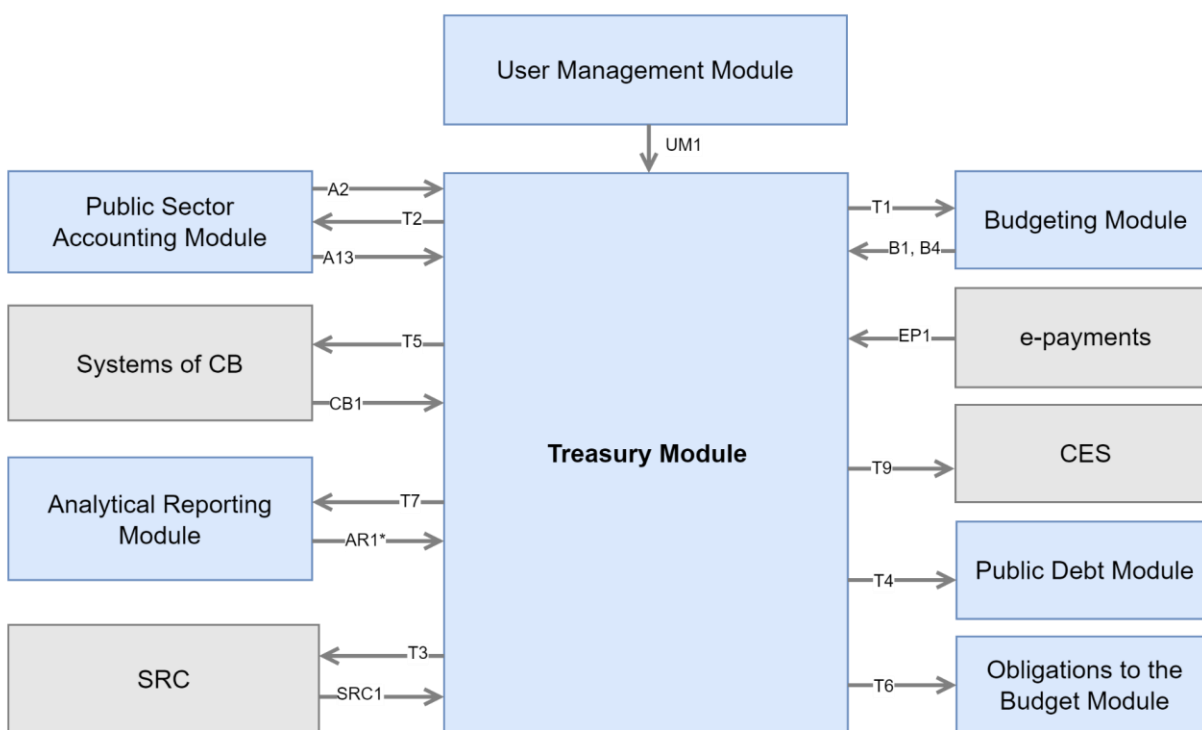 User Management Module
UM1
Public Sector
Accounting Module
A2
T2
A13
T1
B1, B4
Budgeting Module
Systems of CB
T5
CB1
EP1
e-payments
Treasury Module
T9
CES
Analytical Reporting
Module
T7
AR1*
T4
Public Debt Module
SRC
T3
SRC1
T6
Obligations to the
Budget Module